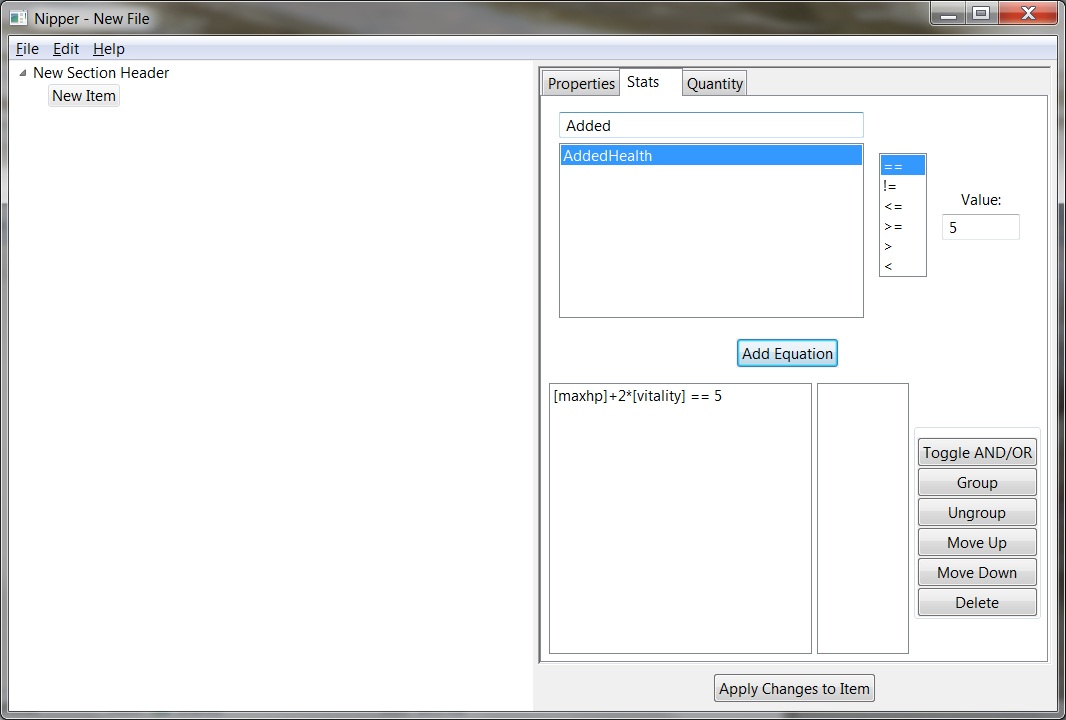 Nipper - New File
File Edit Help
New Section Header
New Item
Properties Stats Quantity
Added
AddedHealth
==
!=
<=
>=
>
<
Value:
5
Add Equation
[maxhp]+2*[vitality] == 5
Toggle AND/OR
Group
Ungroup
Move Up
Move Down
Delete
Apply Changes to Item